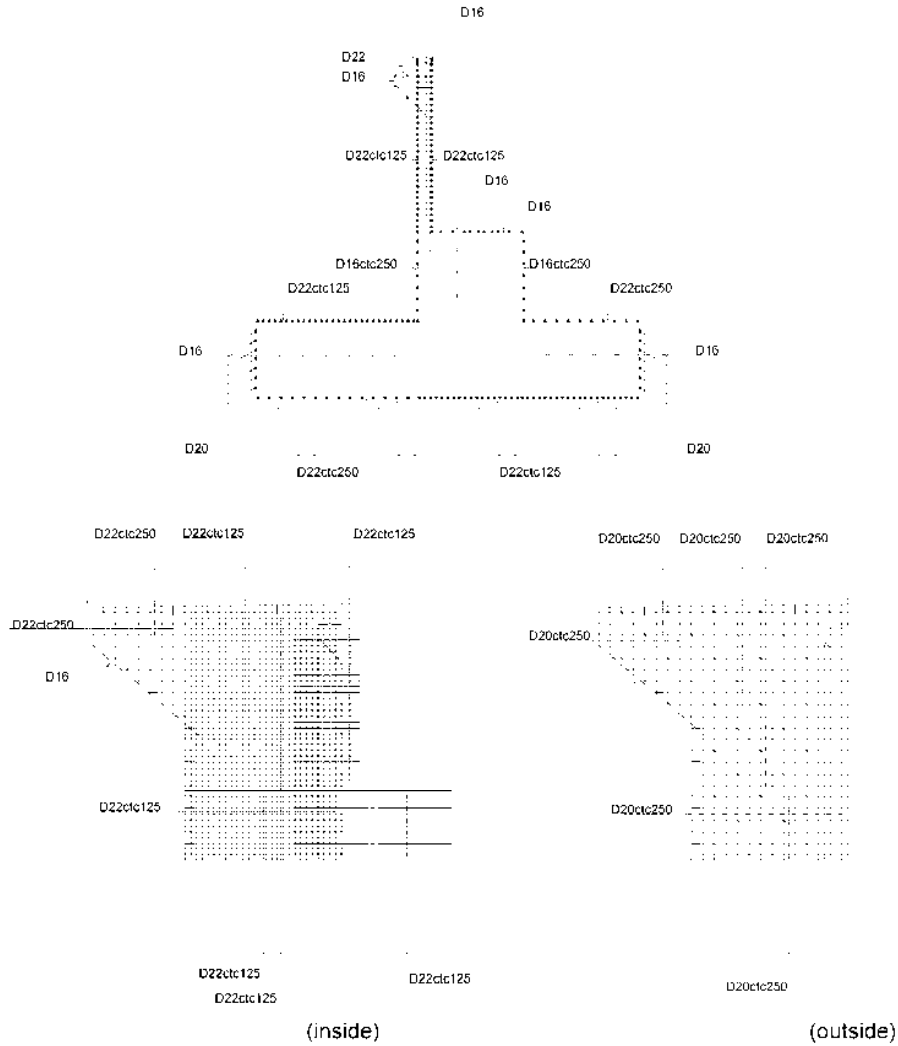 D16
D22
D16
D22ctc125 D22ctc125
D16
D16
D16ctc250 D16ctc250
D22ctc125 D22ctc250
D16 D16
D20 D20
D22ctc250 D22ctc125
D22ctc250 D22ctc125 D22ctc125 D20ctc250 D20ctc250 D20ctc250
D22ctc250 D20ctc250
D16
D22ctc125 D20ctc250
D22ctc125 D22ctc125
D22ctc125 D20ctc250
(inside) (outside)